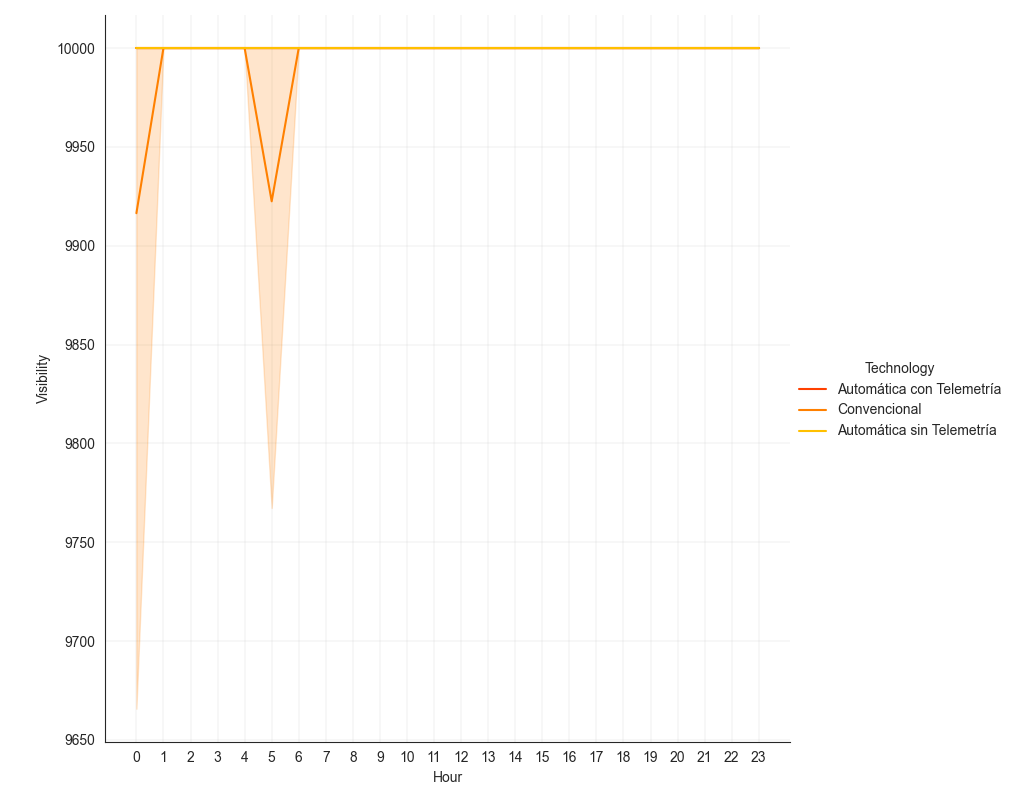 10000
9950
9900
9850
9800
9750
9700
9650
Visibility
0 1 2 3 4 5 6 7 8 9 10 11 12 13 14 15 16 17 18 19 20 21 22 23
Hour
Technology
Automática con Telemetría
Convencional
Automática sin Telemetría